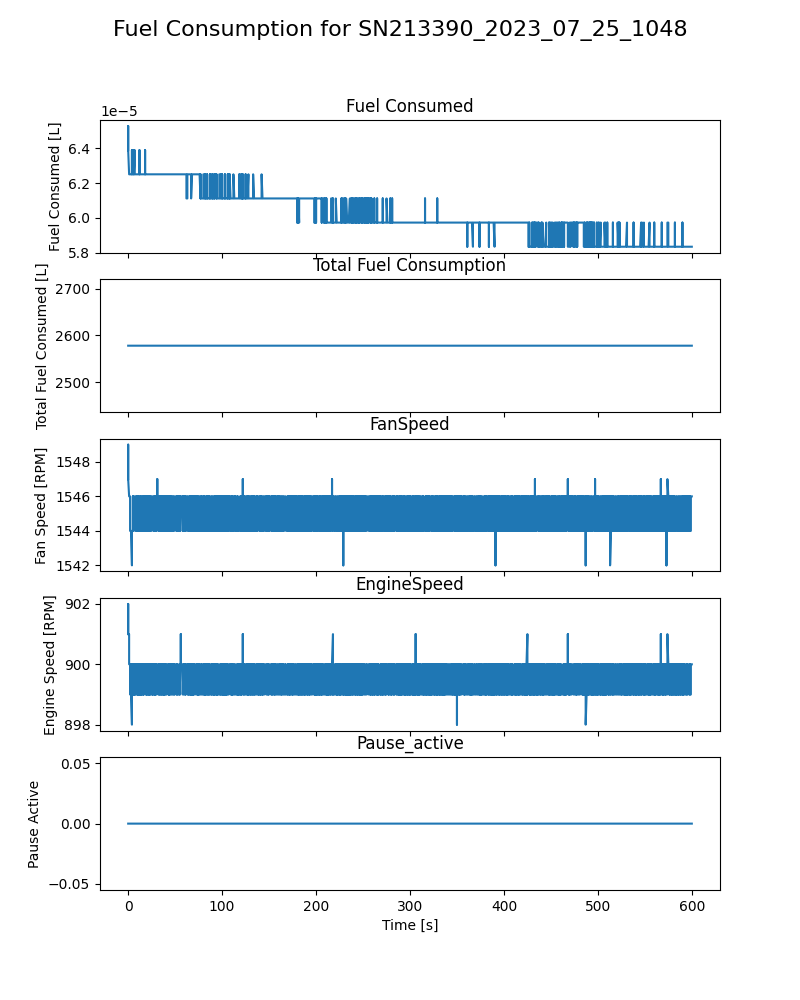 Fuel Consumption for SN213390_2023_07_25_1048
1e−5
Fuel Consumed
Fuel Consumed [L]
6.4
6.2
6.0
5.8
Total Fuel Consumption
Total Fuel Consumed [L]
2700
2600
2500
FanSpeed
Fan Speed [RPM]
1548
1546
1544
1542
EngineSpeed
Engine Speed [RPM]
902
900
898
Pause_active
Pause Active
0.05
0.00
−0.05
0 100 200 300 400 500 600
Time [s]